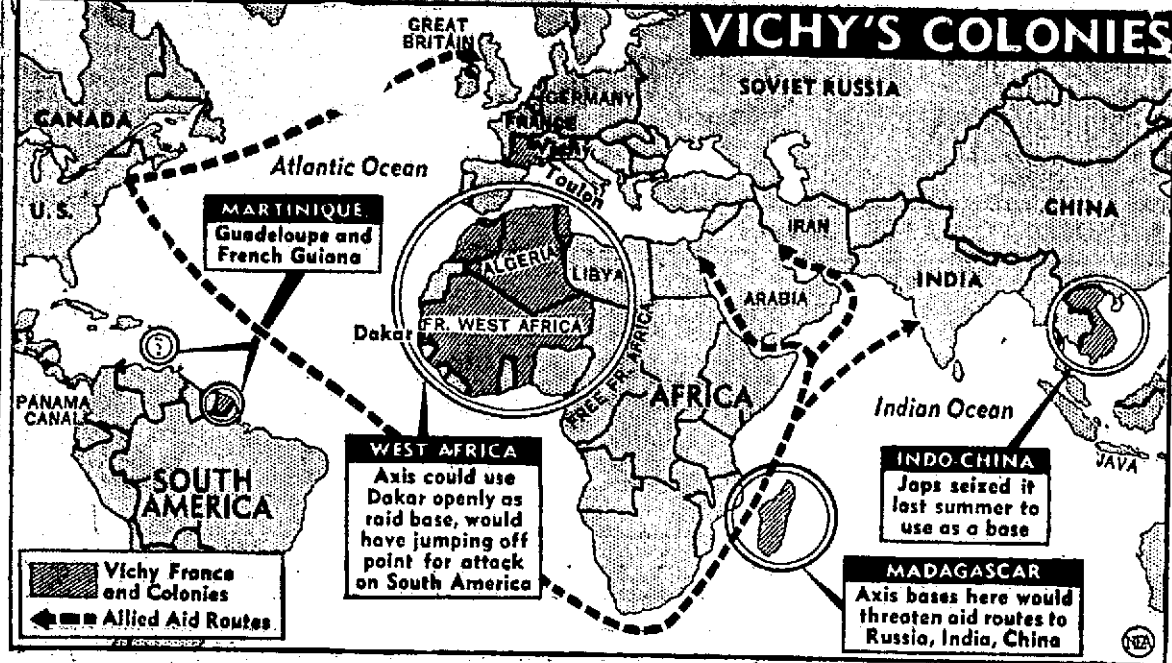 VICHY'S COLONIES
GREAT
BRITAIN
SOVIET RUSSIA
GERMANY
FRANCE
Vichy
CANADA
Atlantic Ocean
Toulon
U.S.
MARTINIQUE
Guadeloupe and
French Guiana
ALGERIA
LIBYA
IRAN
CHINA
ARABIA
INDIA
Dakar
FR. WEST AFRICA
FREE FR. AFRICA
AFRICA
PANAMA
CANAL
Indian Ocean
SOUTH
AMERICA
WEST AFRICA
Axis could use
Dakar openly as
raid base, would
have jumping off
point for attack
on South America
INDO-CHINA
Japs seized it
last summer to
use as a base
JAVA
MADAGASCAR
Axis bases here would
threaten aid routes to
Russia, India, China
Vichy France
and Colonies
Allied Aid Routes
NEA